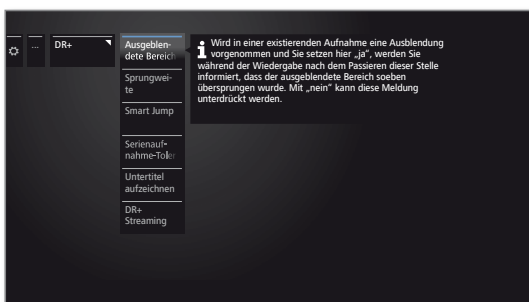 ...
DR+
Ausgeblen-
dete Bereich
Sprungwei-
te
Smart Jump
Serienauf-
nahme-Toler
Untertitel
aufzeichnen
DR+
Streaming
Wird in einer existierenden Aufnahme eine Ausblendung
vorgenommen und Sie setzen hier „ja“, werden Sie
während der Wiedergabe nach dem Passieren dieser Stelle
informiert, dass der ausgeblendete Bereich soeben
übersprungen wurde. Mit „nein“ kann diese Meldung
unterdrückt werden.